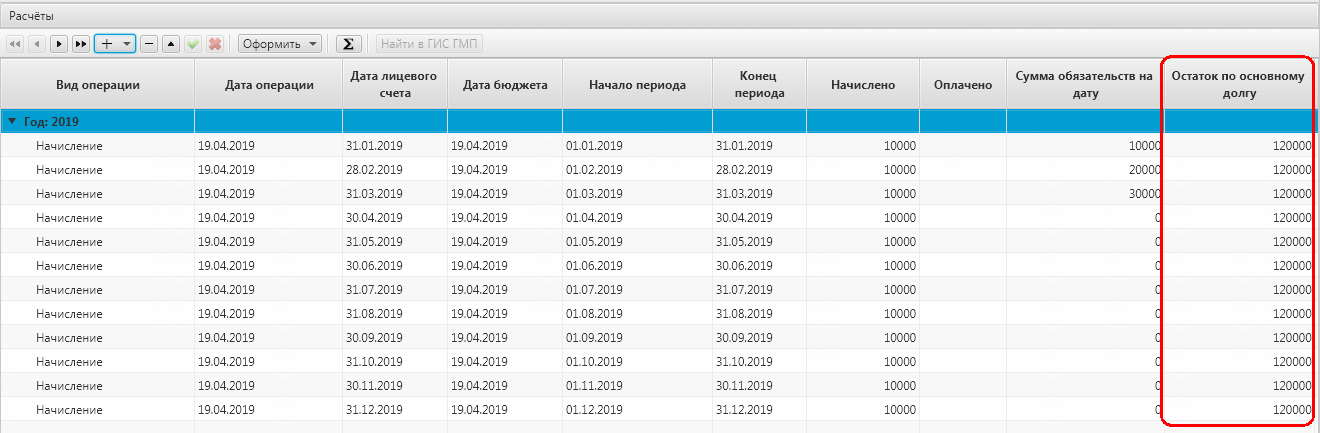 Расчёты
Оформить Σ Найти в ГИС ГМП
Вид операции Дата операции Дата лицевого счета Дата бюджета Начало периода Конец периода Начислено Оплачено Сумма обязательств на дату Остаток по основному долгу
Год: 2019
Начисление 19.04.2019 31.01.2019 19.04.2019 01.01.2019 31.01.2019 10000 10000 120000
Начисление 19.04.2019 28.02.2019 19.04.2019 01.02.2019 28.02.2019 10000 20000 120000
Начисление 19.04.2019 31.03.2019 19.04.2019 01.03.2019 31.03.2019 10000 30000 120000
Начисление 19.04.2019 30.04.2019 19.04.2019 01.04.2019 30.04.2019 10000 0 120000
Начисление 19.04.2019 31.05.2019 19.04.2019 01.05.2019 31.05.2019 10000 0 120000
Начисление 19.04.2019 30.06.2019 19.04.2019 01.06.2019 30.06.2019 10000 0 120000
Начисление 19.04.2019 31.07.2019 19.04.2019 01.07.2019 31.07.2019 10000 0 120000
Начисление 19.04.2019 31.08.2019 19.04.2019 01.08.2019 31.08.2019 10000 0 120000
Начисление 19.04.2019 30.09.2019 19.04.2019 01.09.2019 30.09.2019 10000 0 120000
Начисление 19.04.2019 31.10.2019 19.04.2019 01.10.2019 31.10.2019 10000 0 120000
Начисление 19.04.2019 30.11.2019 19.04.2019 01.11.2019 30.11.2019 10000 0 120000
Начисление 19.04.2019 31.12.2019 19.04.2019 01.12.2019 31.12.2019 10000 0 120000